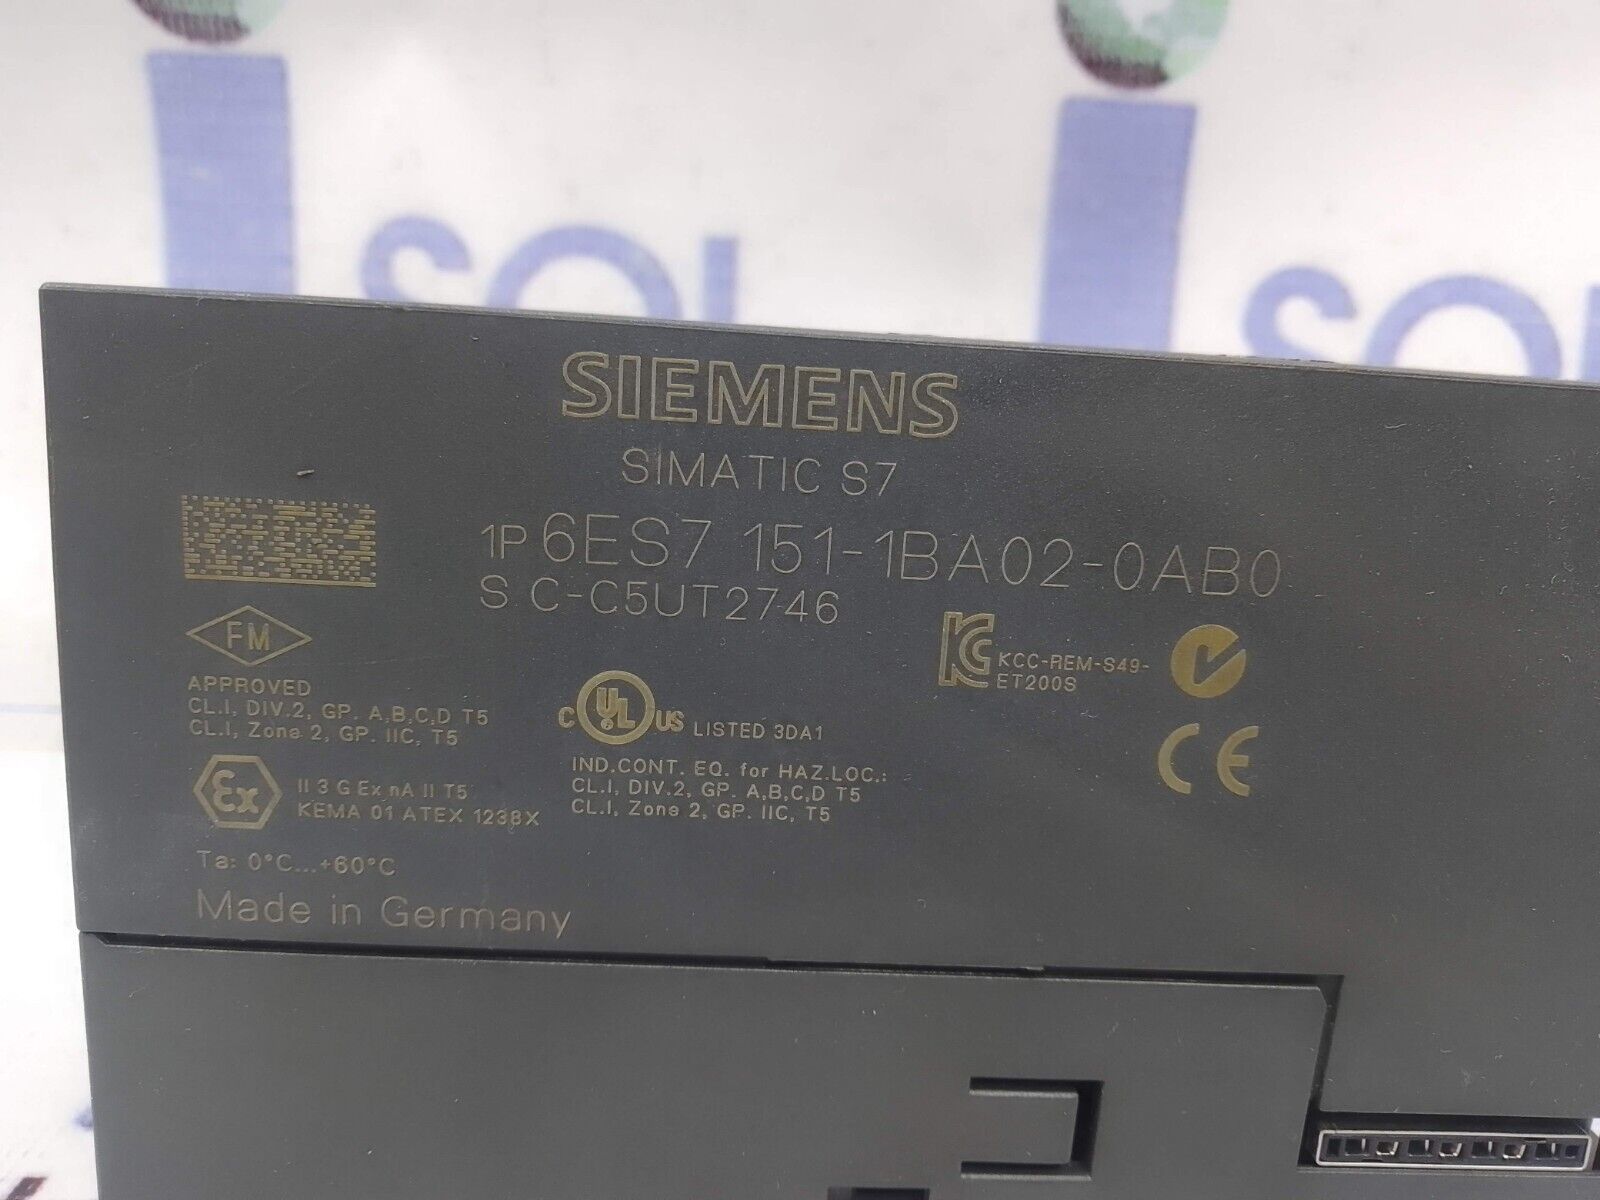 SOL
SOL
SIEMENS
SIMATIC S7
1P 6ES7 151-1BA02-0AB0
S C-C5UT2746
FM
APPROVED
CL.I, DIV.2, GP. A,B,C,D T5
CL.I, Zone 2, GP. IIC, T5
Ex
II 3 G Ex nA II T5
KEMA 01 ATEX 1238X
C UL US LISTED 3DA1
IND.CONT. EQ. for HAZ.LOC.:
CL.I, DIV.2, GP. A,B,C,D T5
CL.I, Zone 2, GP. IIC, T5
KCC-REM-S49-
ET200S
CE
Ta: 0°C...+60°C
Made in Germany